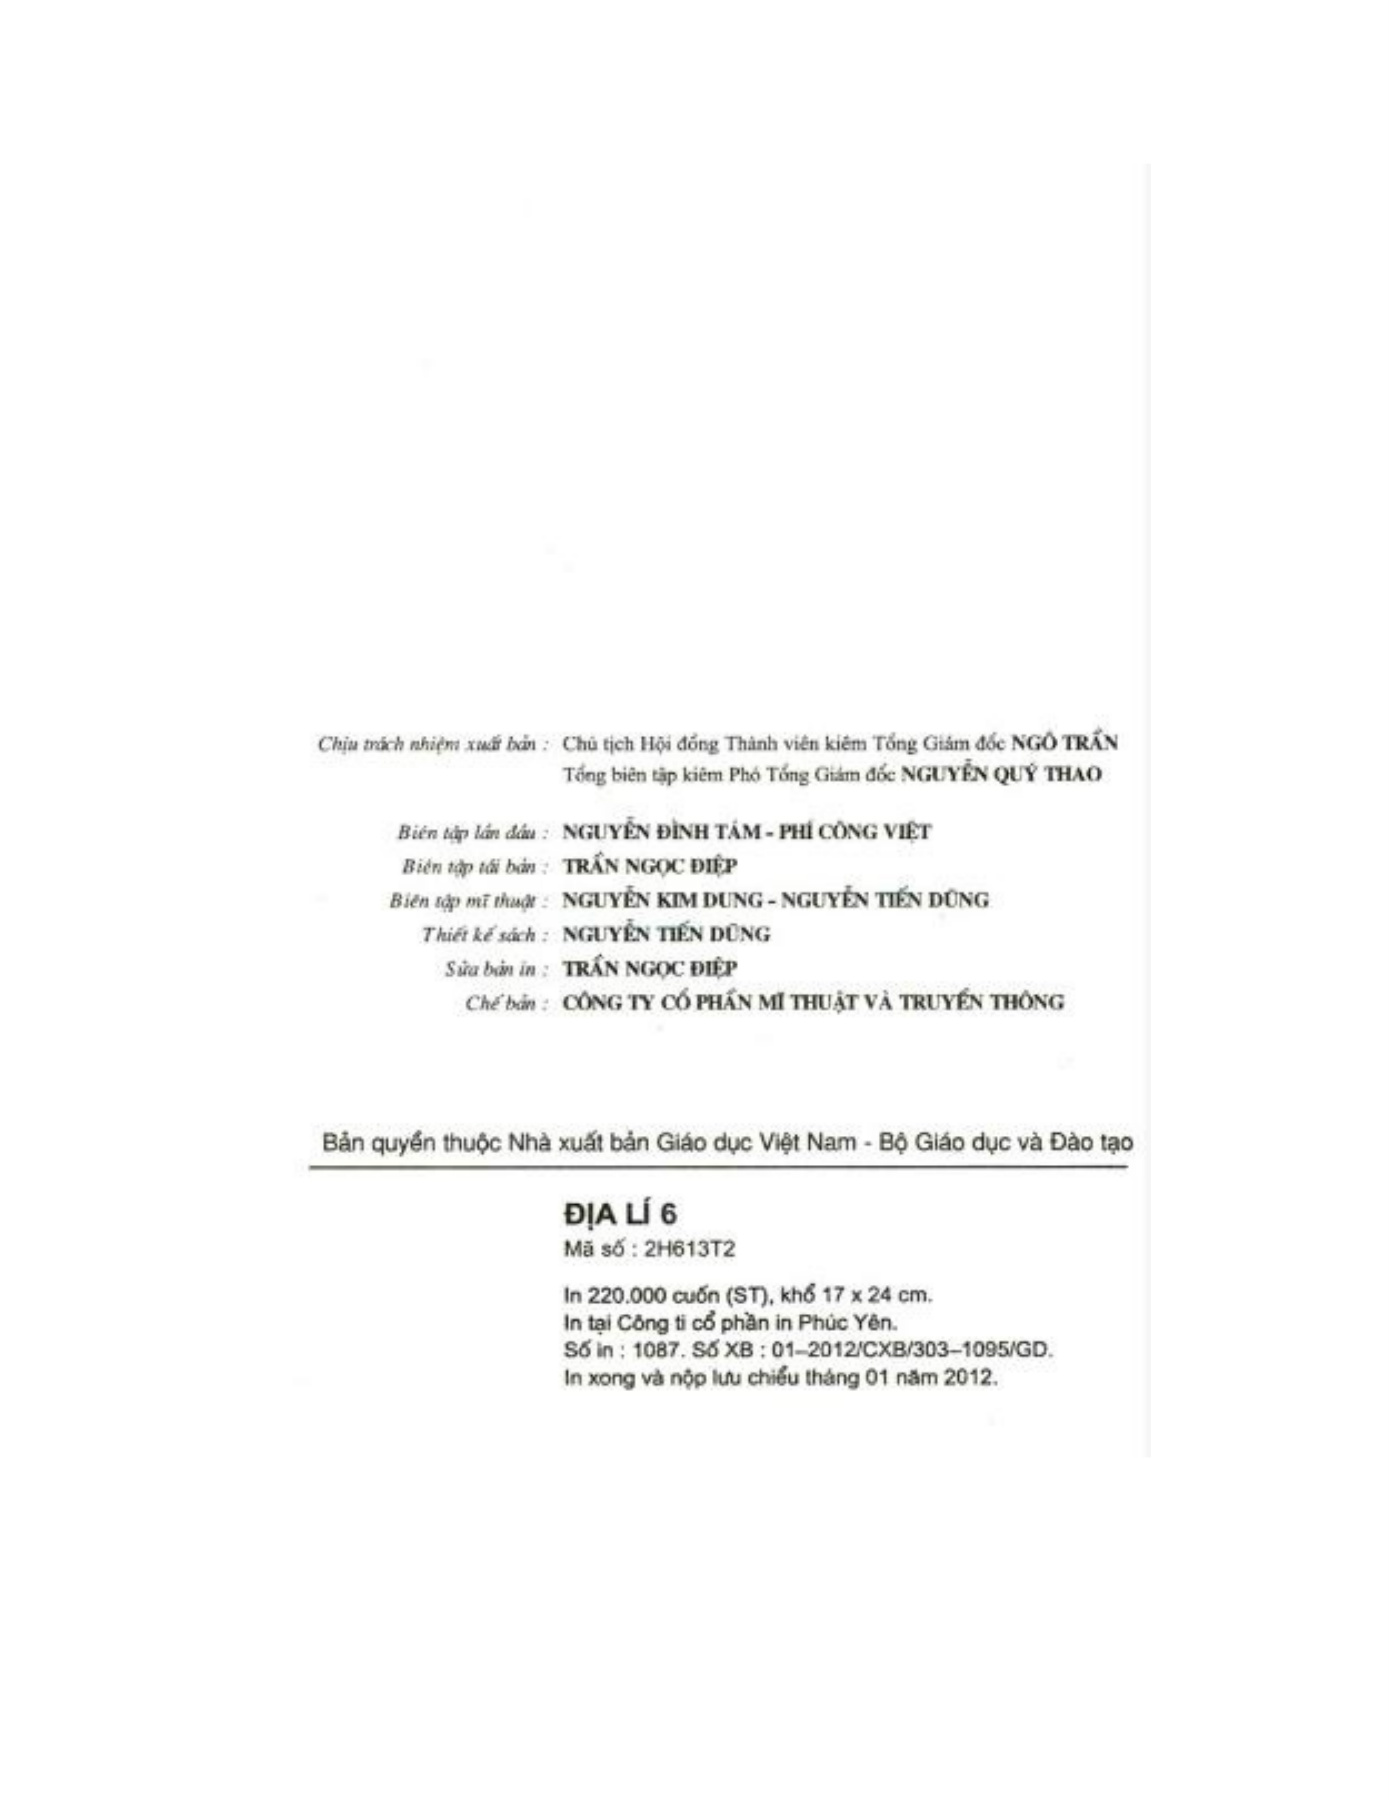 Chịu trách nhiệm xuất bản : Chủ tịch Hội đồng Thành viên kiêm Tổng Giám đốc NGÔ TRẦN
Tổng biên tập kiêm Phó Tổng Giám đốc NGUYỄN QUÝ THAO
Biên tập lần đầu : NGUYỄN ĐÌNH TÁM - PHÍ CÔNG VIỆT
Biên tập tái bản : TRẦN NGỌC ĐIỆP
Biên tập mĩ thuật : NGUYỄN KIM DUNG - NGUYỄN TIẾN DŨNG
Thiết kế sách : NGUYỄN TIẾN DŨNG
Sửa bản in : TRẦN NGỌC ĐIỆP
Chế bản : CÔNG TY CỔ PHẦN MĨ THUẬT VÀ TRUYỀN THÔNG
Bản quyền thuộc Nhà xuất bản Giáo dục Việt Nam - Bộ Giáo dục và Đào tạo
ĐỊA LÍ 6
Mã số : 2H613T2
In 220.000 cuốn (ST), khổ 17 x 24 cm.
In tại Công ti cổ phần in Phúc Yên.
Số in : 1087. Số XB : 01–2012/CXB/303–1095/GD.
In xong và nộp lưu chiểu tháng 01 năm 2012.